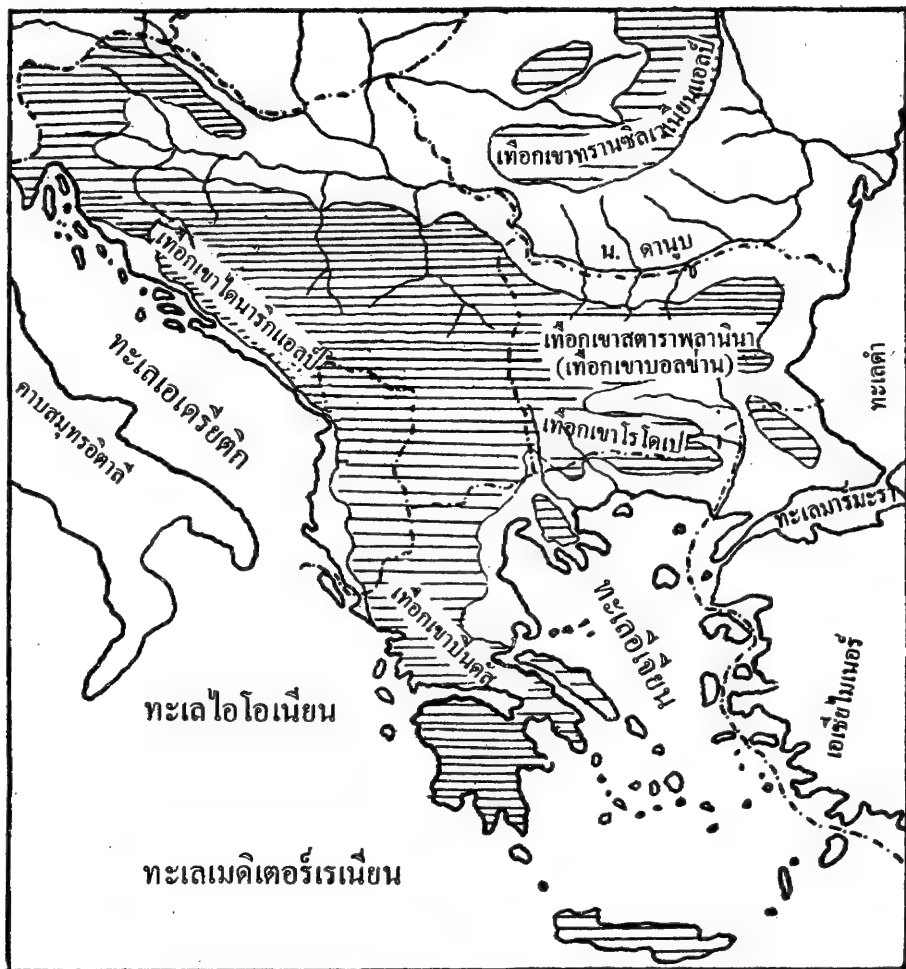 เทือกเขาทรานซิลเวเนียนแอลป์
น. ดานูบ
เทือกเขาไดนาริกแอลป์
เทือกเขาสตาราพลานินา
(เทือกเขาบอลข่าน)
ทะเลดำ
ทะเลเอเดรียติก
คาบสมุทรอิตาลี
เทือกเขาโรโดเป
ทะเลมาร์มะรา
เทือกเขาปินดัส
ทะเลอีเจียน
ทะเลไอโอเนียน
เอเชียไมเนอร์
ทะเลเมดิเตอร์เรเนียน